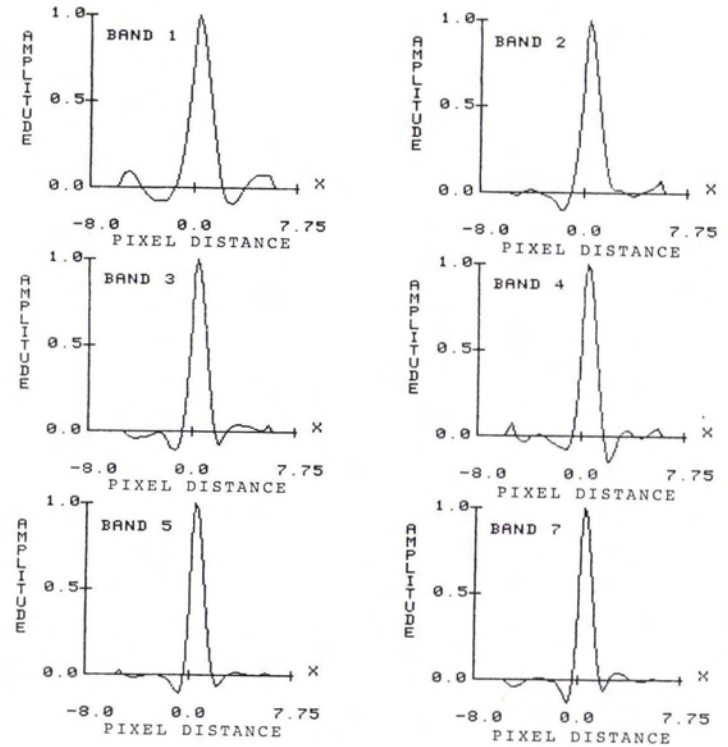 AMPLITUDE
1.0
BAND 1
0.5
0.0
X
-8.0 0.0 7.75
PIXEL DISTANCE
AMPLITUDE
1.0
BAND 2
0.5
0.0
X
-8.0 0.0 7.75
PIXEL DISTANCE
AMPLITUDE
1.0
BAND 3
0.5
0.0
X
-8.0 0.0 7.75
PIXEL DISTANCE
AMPLITUDE
1.0
BAND 4
0.5
0.0
X
-8.0 0.0 7.75
PIXEL DISTANCE
AMPLITUDE
1.0
BAND 5
0.5
0.0
X
-8.0 0.0 7.75
PIXEL DISTANCE
AMPLITUDE
1.0
BAND 7
0.5
0.0
X
-8.0 0.0 7.75
PIXEL DISTANCE